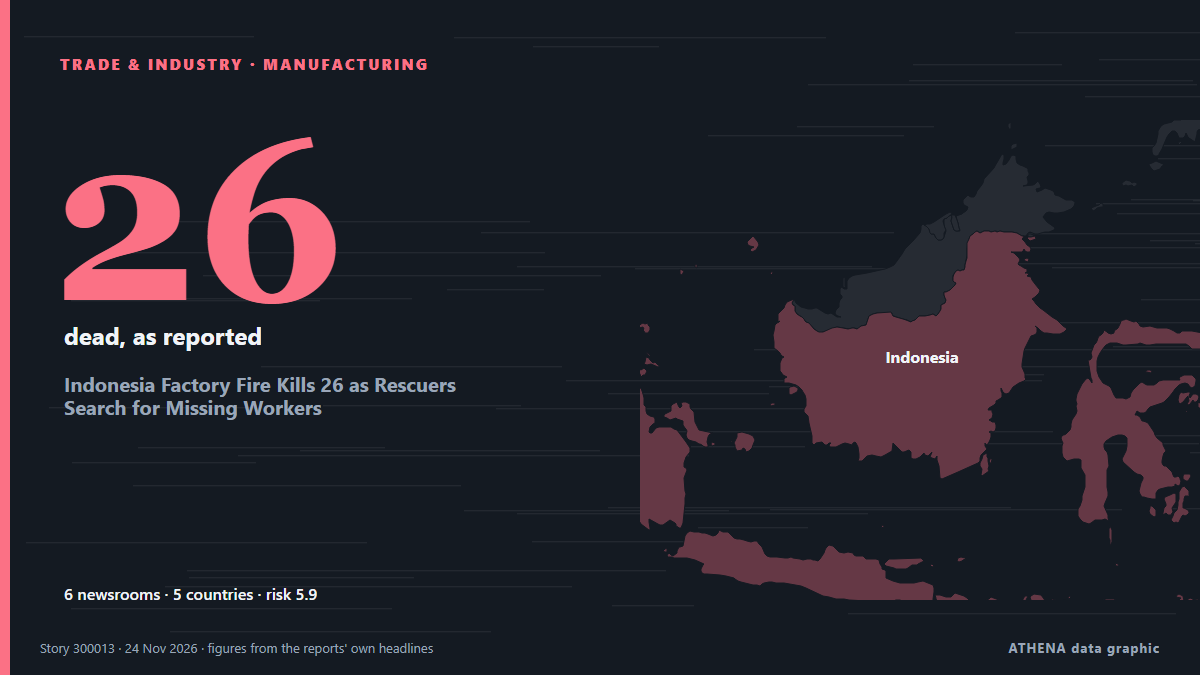 TRADE & INDUSTRY · MANUFACTURING
26
dead, as reported
Indonesia Factory Fire Kills 26 as Rescuers
Search for Missing Workers
Indonesia
6 newsrooms · 5 countries · risk 5.9
Story 300013 · 24 Nov 2026 · figures from the reports' own headlines
ATHENA data graphic